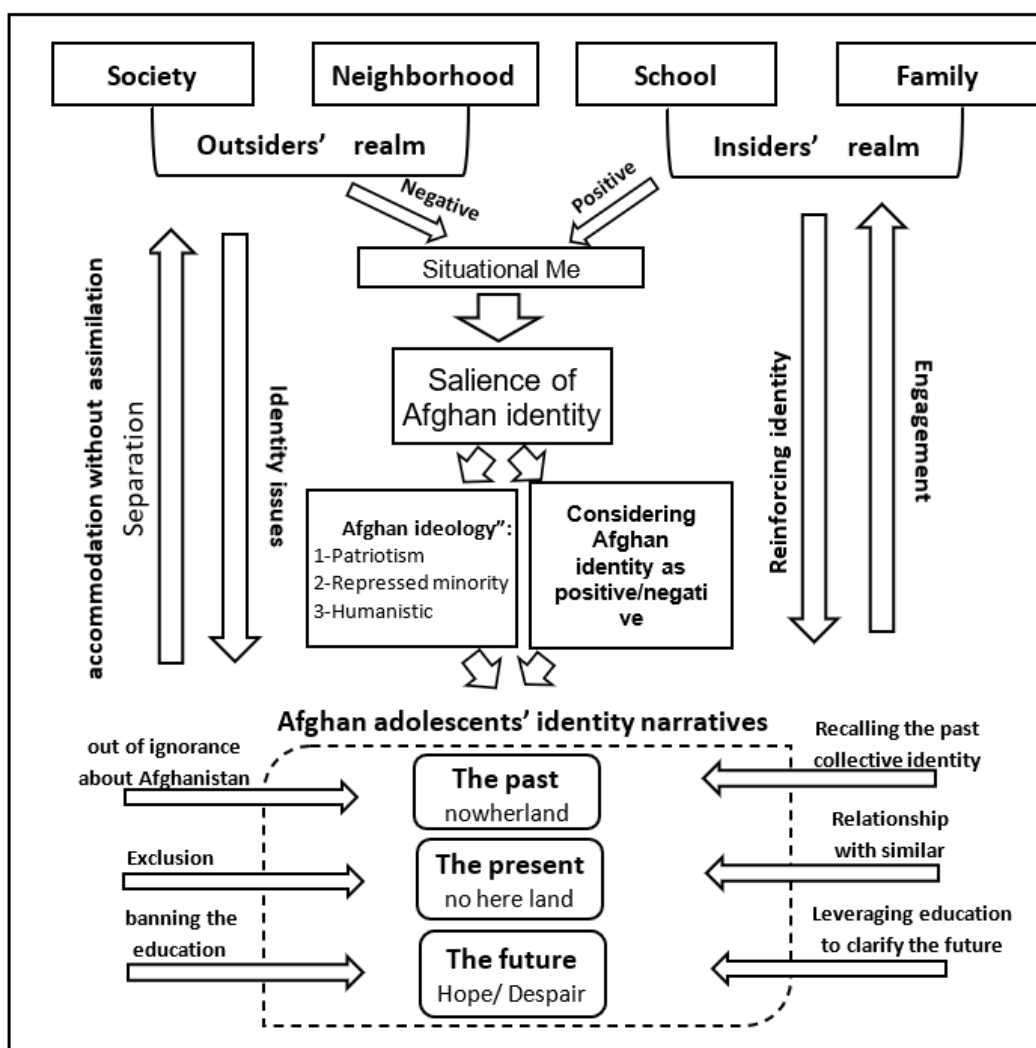 Society
Neighborhood
School
Family
Outsiders’ realm
Insiders’ realm
Negative
Positive
Situational Me
Salience of
Afghan identity
accommodation without assimilation
Separation
Identity issues
Reinforcing identity
Engagement
Afghan ideology”:
1-Patriotism
2-Repressed minority
3-Humanistic
Considering
Afghan
identity as
positive/negati
ve
Afghan adolescents’ identity narratives
out of ignorance
about Afghanistan
The past
nowherland
Recalling the past
collective identity
Exclusion
The present
no here land
Relationship
with similar
banning the
education
The future
Hope/ Despair
Leveraging education
to clarify the future